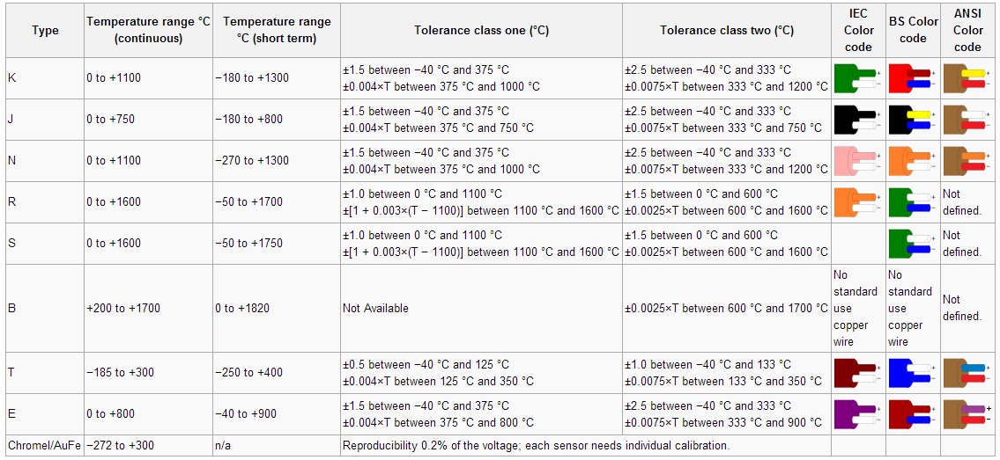 Type Temperature range °C (continuous) Temperature range °C (short term) Tolerance class one (°C) Tolerance class two (°C) IEC Color code BS Color code ANSI Color code
K 0 to +1100 −180 to +1300 ±1.5 between −40 °C and 375 °C ±2.5 between −40 °C and 333 °C + + +
±0.004×T between 375 °C and 1000 °C ±0.0075×T between 333 °C and 1200 °C − − −
J 0 to +750 −180 to +800 ±1.5 between −40 °C and 375 °C ±2.5 between −40 °C and 333 °C + + +
±0.004×T between 375 °C and 750 °C ±0.0075×T between 333 °C and 750 °C − − −
N 0 to +1100 −270 to +1300 ±1.5 between −40 °C and 375 °C ±2.5 between −40 °C and 333 °C + + +
±0.004×T between 375 °C and 1000 °C ±0.0075×T between 333 °C and 1200 °C − − −
R 0 to +1600 −50 to +1700 ±1.0 between 0 °C and 1100 °C ±1.5 between 0 °C and 600 °C + + Not
±[1 + 0.003×(T − 1100)] between 1100 °C and 1600 °C ±0.0025×T between 600 °C and 1600 °C − − defined.
S 0 to +1600 −50 to +1750 ±1.0 between 0 °C and 1100 °C ±1.5 between 0 °C and 600 °C + Not
±[1 + 0.003×(T − 1100)] between 1100 °C and 1600 °C ±0.0025×T between 600 °C and 1600 °C − defined.
B +200 to +1700 0 to +1820 Not Available ±0.0025×T between 600 °C and 1700 °C No standard use copper wire No standard use copper wire Not defined.
T −185 to +300 −250 to +400 ±0.5 between −40 °C and 125 °C ±1.0 between −40 °C and 133 °C + + +
±0.004×T between 125 °C and 350 °C ±0.0075×T between 133 °C and 350 °C − − −
E 0 to +800 −40 to +900 ±1.5 between −40 °C and 375 °C ±2.5 between −40 °C and 333 °C + + +
±0.004×T between 375 °C and 800 °C ±0.0075×T between 333 °C and 900 °C − − −
Chromel/AuFe −272 to +300 n/a Reproducibility 0.2% of the voltage; each sensor needs individual calibration.